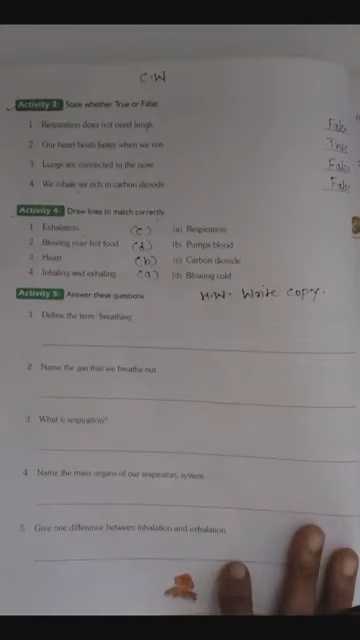 C.W
Activity 3: State whether True or False.
1. Respiration does not need lungs. False
2. Our heart beats faster when we run. True
3. Lungs are connected to the nose. False
4. We inhale air rich in carbon dioxide. False
Activity 4: Draw lines to match correctly.
1. Exhalation (c) (a) Respiration
2. Blowing over hot food (d) (b) Pumps blood
3. Heart (b) (c) Carbon dioxide
4. Inhaling and exhaling (a) (d) Blowing cold
Activity 5: Answer these questions. H.W- Write copy.
1. Define the term 'breathing'.
2. Name the gas that we breathe out.
3. What is respiration?
4. Name the main organs of our respiratory system.
5. Give one difference between inhalation and exhalation.